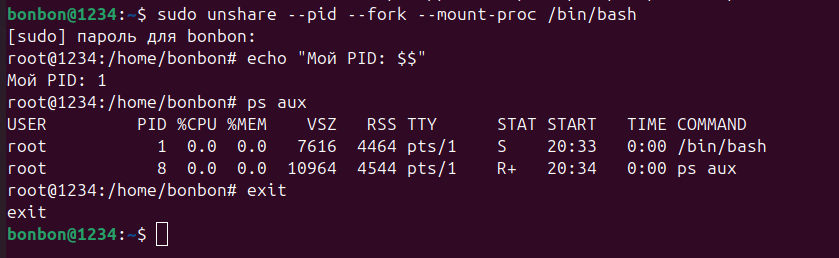 bonbon@1234:~$ sudo unshare --pid --fork --mount-proc /bin/bash
[sudo] пароль для bonbon:
root@1234:/home/bonbon# echo "Мой PID: $$"
Мой PID: 1
root@1234:/home/bonbon# ps aux
USER         PID %CPU %MEM    VSZ   RSS TTY      STAT START   TIME COMMAND
root           1  0.0  0.0   7616  4464 pts/1    S    20:33   0:00 /bin/bash
root           8  0.0  0.0  10964  4544 pts/1    R+   20:34   0:00 ps aux
root@1234:/home/bonbon# exit
exit
bonbon@1234:~$